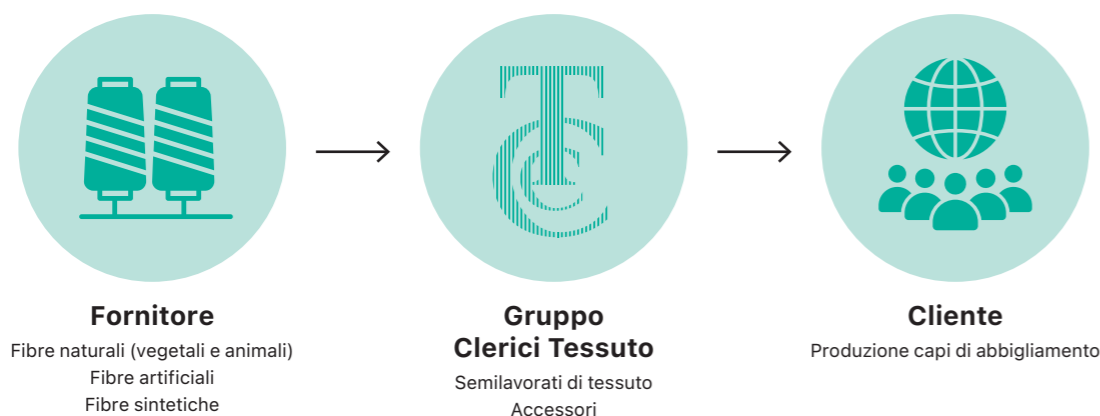 Fornitore
Fibre naturali (vegetali e animali)
Fibre artificiali
Fibre sintetiche
Gruppo
Clerici Tessuto
Semilavorati di tessuto
Accessori
Cliente
Produzione capi di abbigliamento